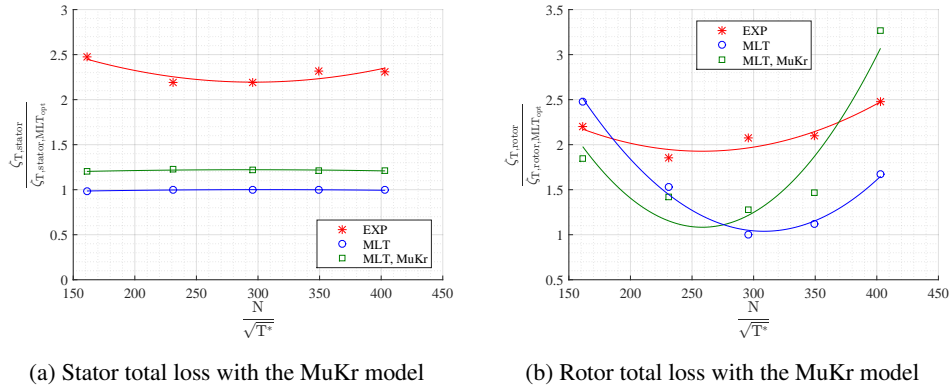 3
2.5
2
1.5
1
0.5
0
ζT,stator
ζT,stator,MLTopt
EXP
MLT
MLT, MuKr
150 200 250 300 350 400 450
N
√T*
(a) Stator total loss with the MuKr model
3.5
3
2.5
2
1.5
1
0.5
ζT,rotor
ζT,rotor,MLTopt
EXP
MLT
MLT, MuKr
150 200 250 300 350 400 450
N
√T*
(b) Rotor total loss with the MuKr model